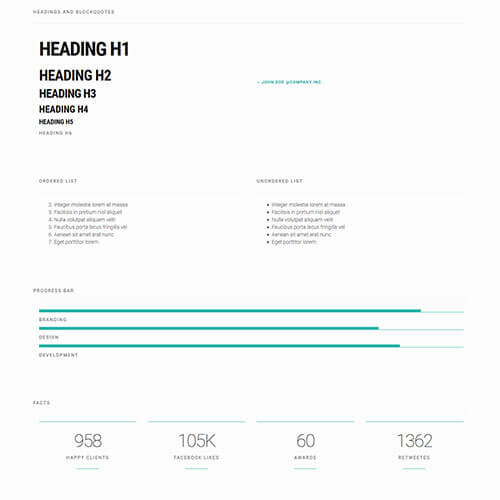 HEADINGS AND BLOCKQUOTES
HEADING H1
HEADING H2
HEADING H3
HEADING H4
HEADING H5
HEADING H6
– JOHN DOE @COMPANY INC.
ORDERED LIST
2. Integer molestie lorem at massa
3. Facilisis in pretium nisl aliquet
4. Nulla volutpat aliquam velit
5. Faucibus porta lacus fringilla vel
6. Aenean sit amet erat nunc
7. Eget porttitor lorem
UNORDERED LIST
• Integer molestie lorem at massa
• Facilisis in pretium nisl aliquet
• Nulla volutpat aliquam velit
• Faucibus porta lacus fringilla vel
• Aenean sit amet erat nunc
• Eget porttitor lorem
PROGRESS BAR
BRANDING
DESIGN
DEVELOPMENT
FACTS
958
HAPPY CLIENTS
105K
FACEBOOK LIKES
60
AWARDS
1362
RETWEETES